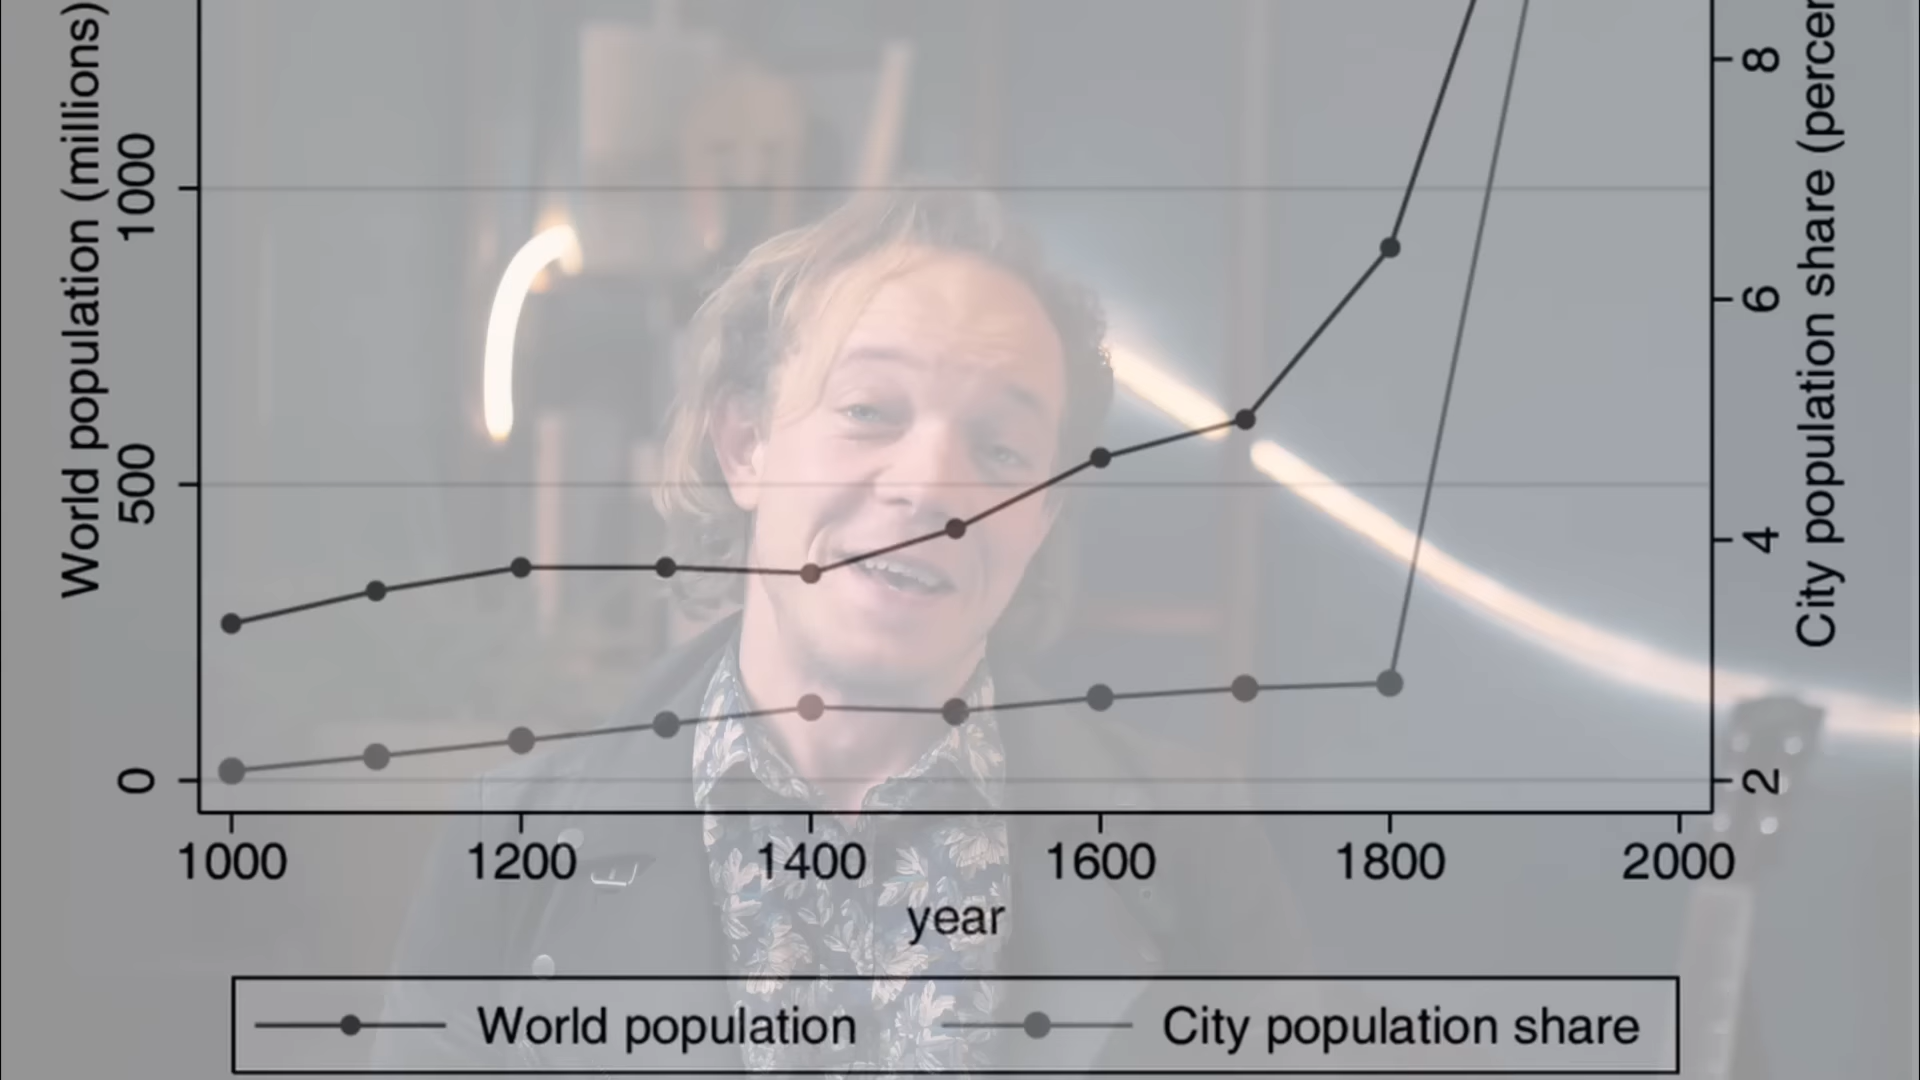 World population (millions)
1000
500
0
8
6
4
2
City population share (percen
1000 1200 1400 1600 1800 2000
year
World population
City population share